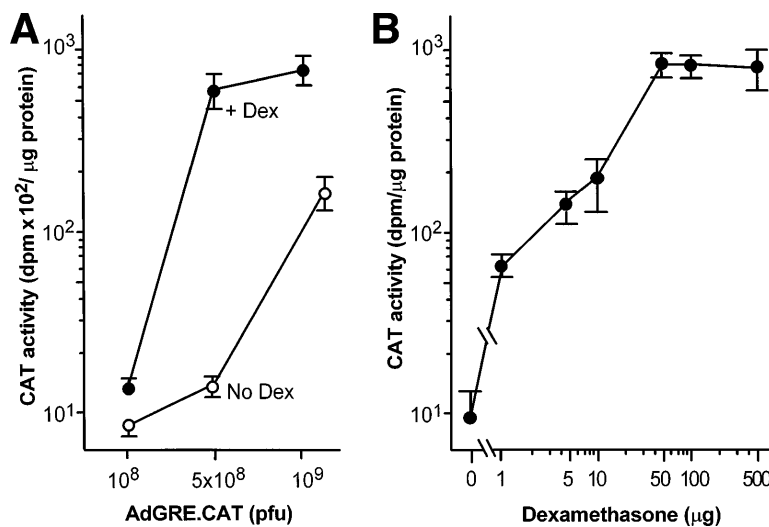 A
CAT activity (dpm x10²/ µg protein)
10³
10²
10¹
+ Dex
No Dex
10⁸
5x10⁸
10⁹
AdGRE.CAT (pfu)
B
CAT activity (dpm/µg protein)
10³
10²
10¹
0
1
5
10
50
100
500
Dexamethasone (µg)